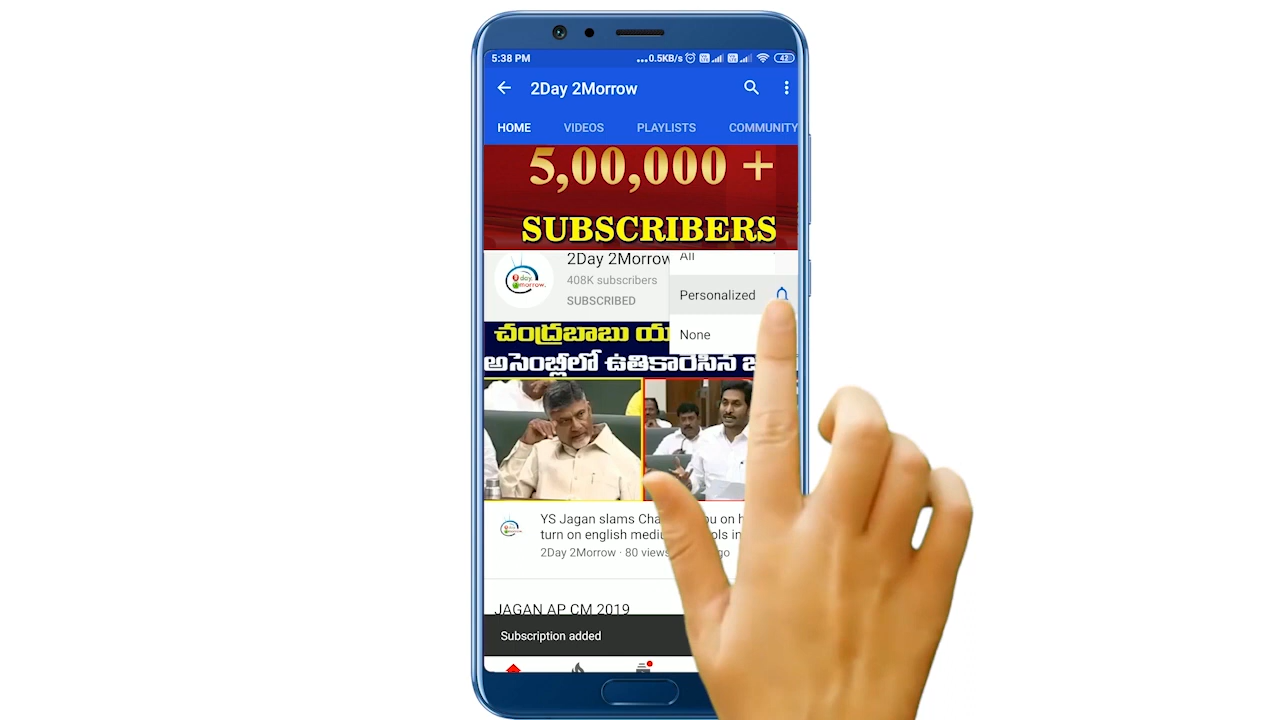 5:38 PM
...0.5KB/s
42
2Day 2Morrow
HOME VIDEOS PLAYLISTS COMMUNITY
5,00,000 +
SUBSCRIBERS
2Day 2Morrow
408K subscribers
SUBSCRIBED
All
Personalized
None
చంద్రబాబు
అసెంబ్లీలో ఉతికారేసిన
YS Jagan slams
on
turn on english
2Day 2Morrow · 80 views
JAGAN AP CM 2019
Subscription added